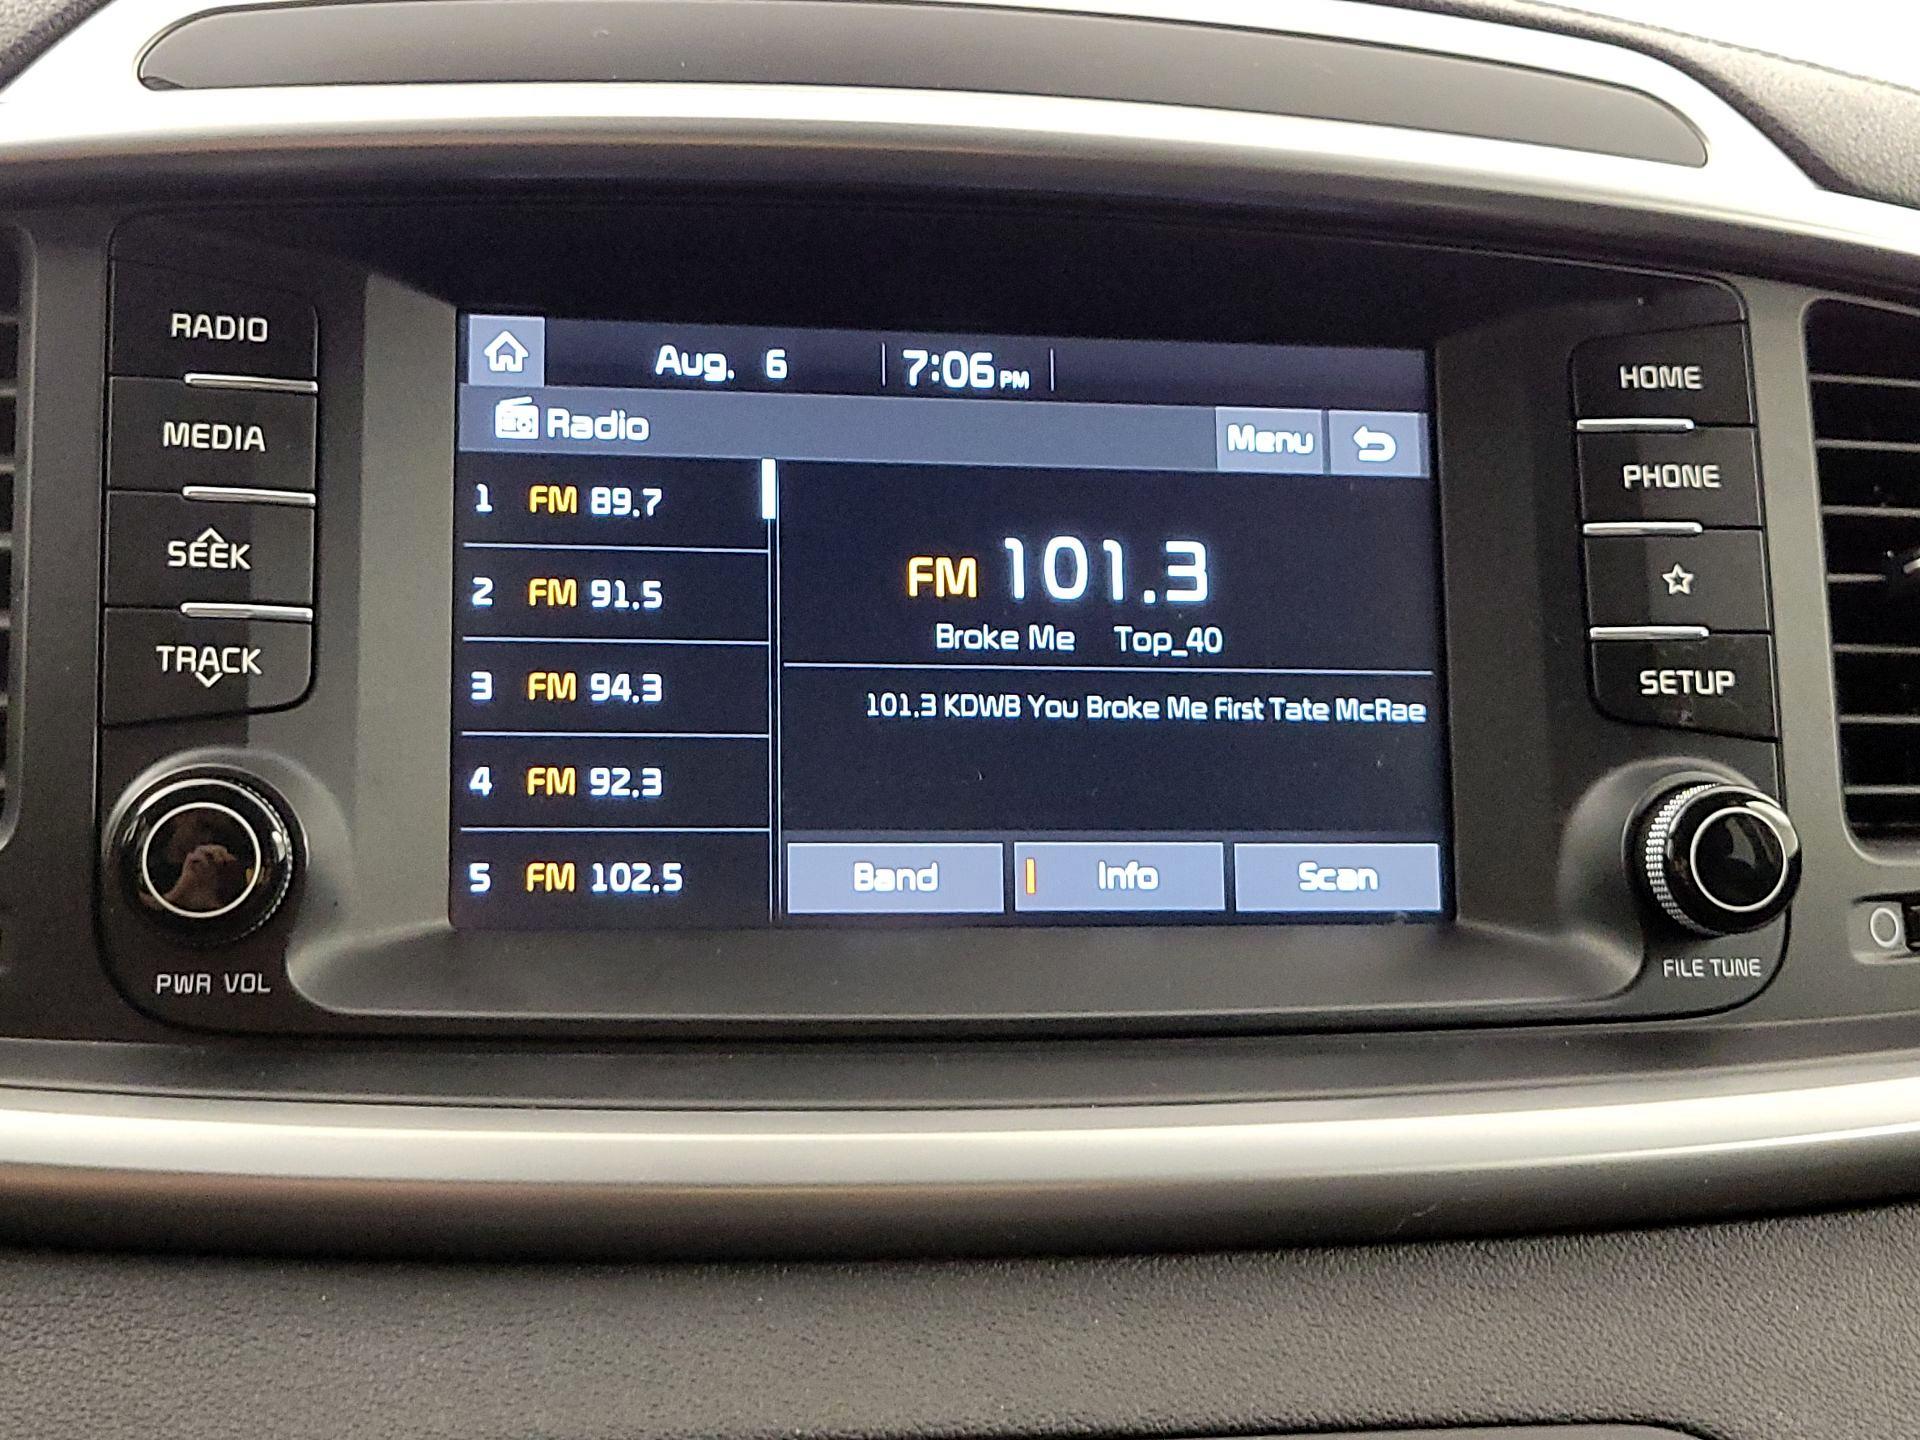 RADIO
MEDIA
SEEK
TRACK
PWR VOL
Aug. 6 7:06 PM
Radio
Menu
1 FM 89.7
2 FM 91.5
3 FM 94.3
4 FM 92.3
5 FM 102.5
FM 101.3
Broke Me Top_40
101.3 KDWB You Broke Me First Tate McRae
Band Info Scan
HOME
PHONE
SETUP
FILE TUNE